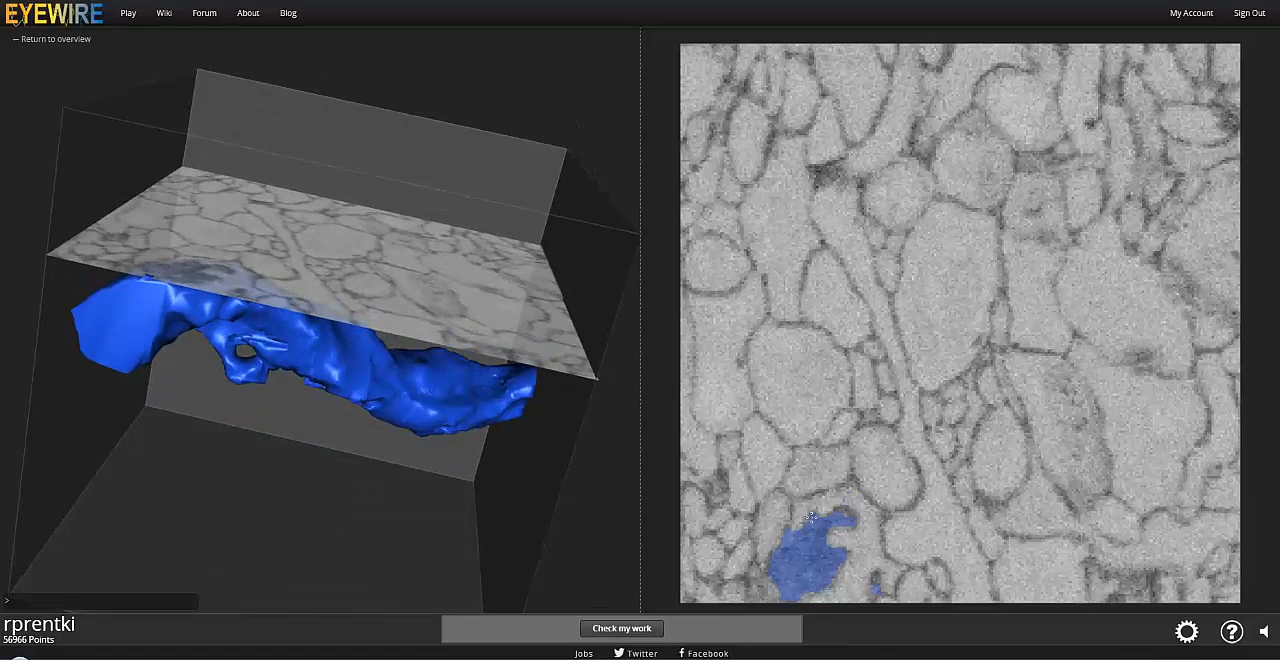 EYEWIRE
Play Wiki Forum About Blog
My Account Sign Out
← Return to overview
>
rprentki
56966 Points
Check my work
?
Jobs Twitter Facebook